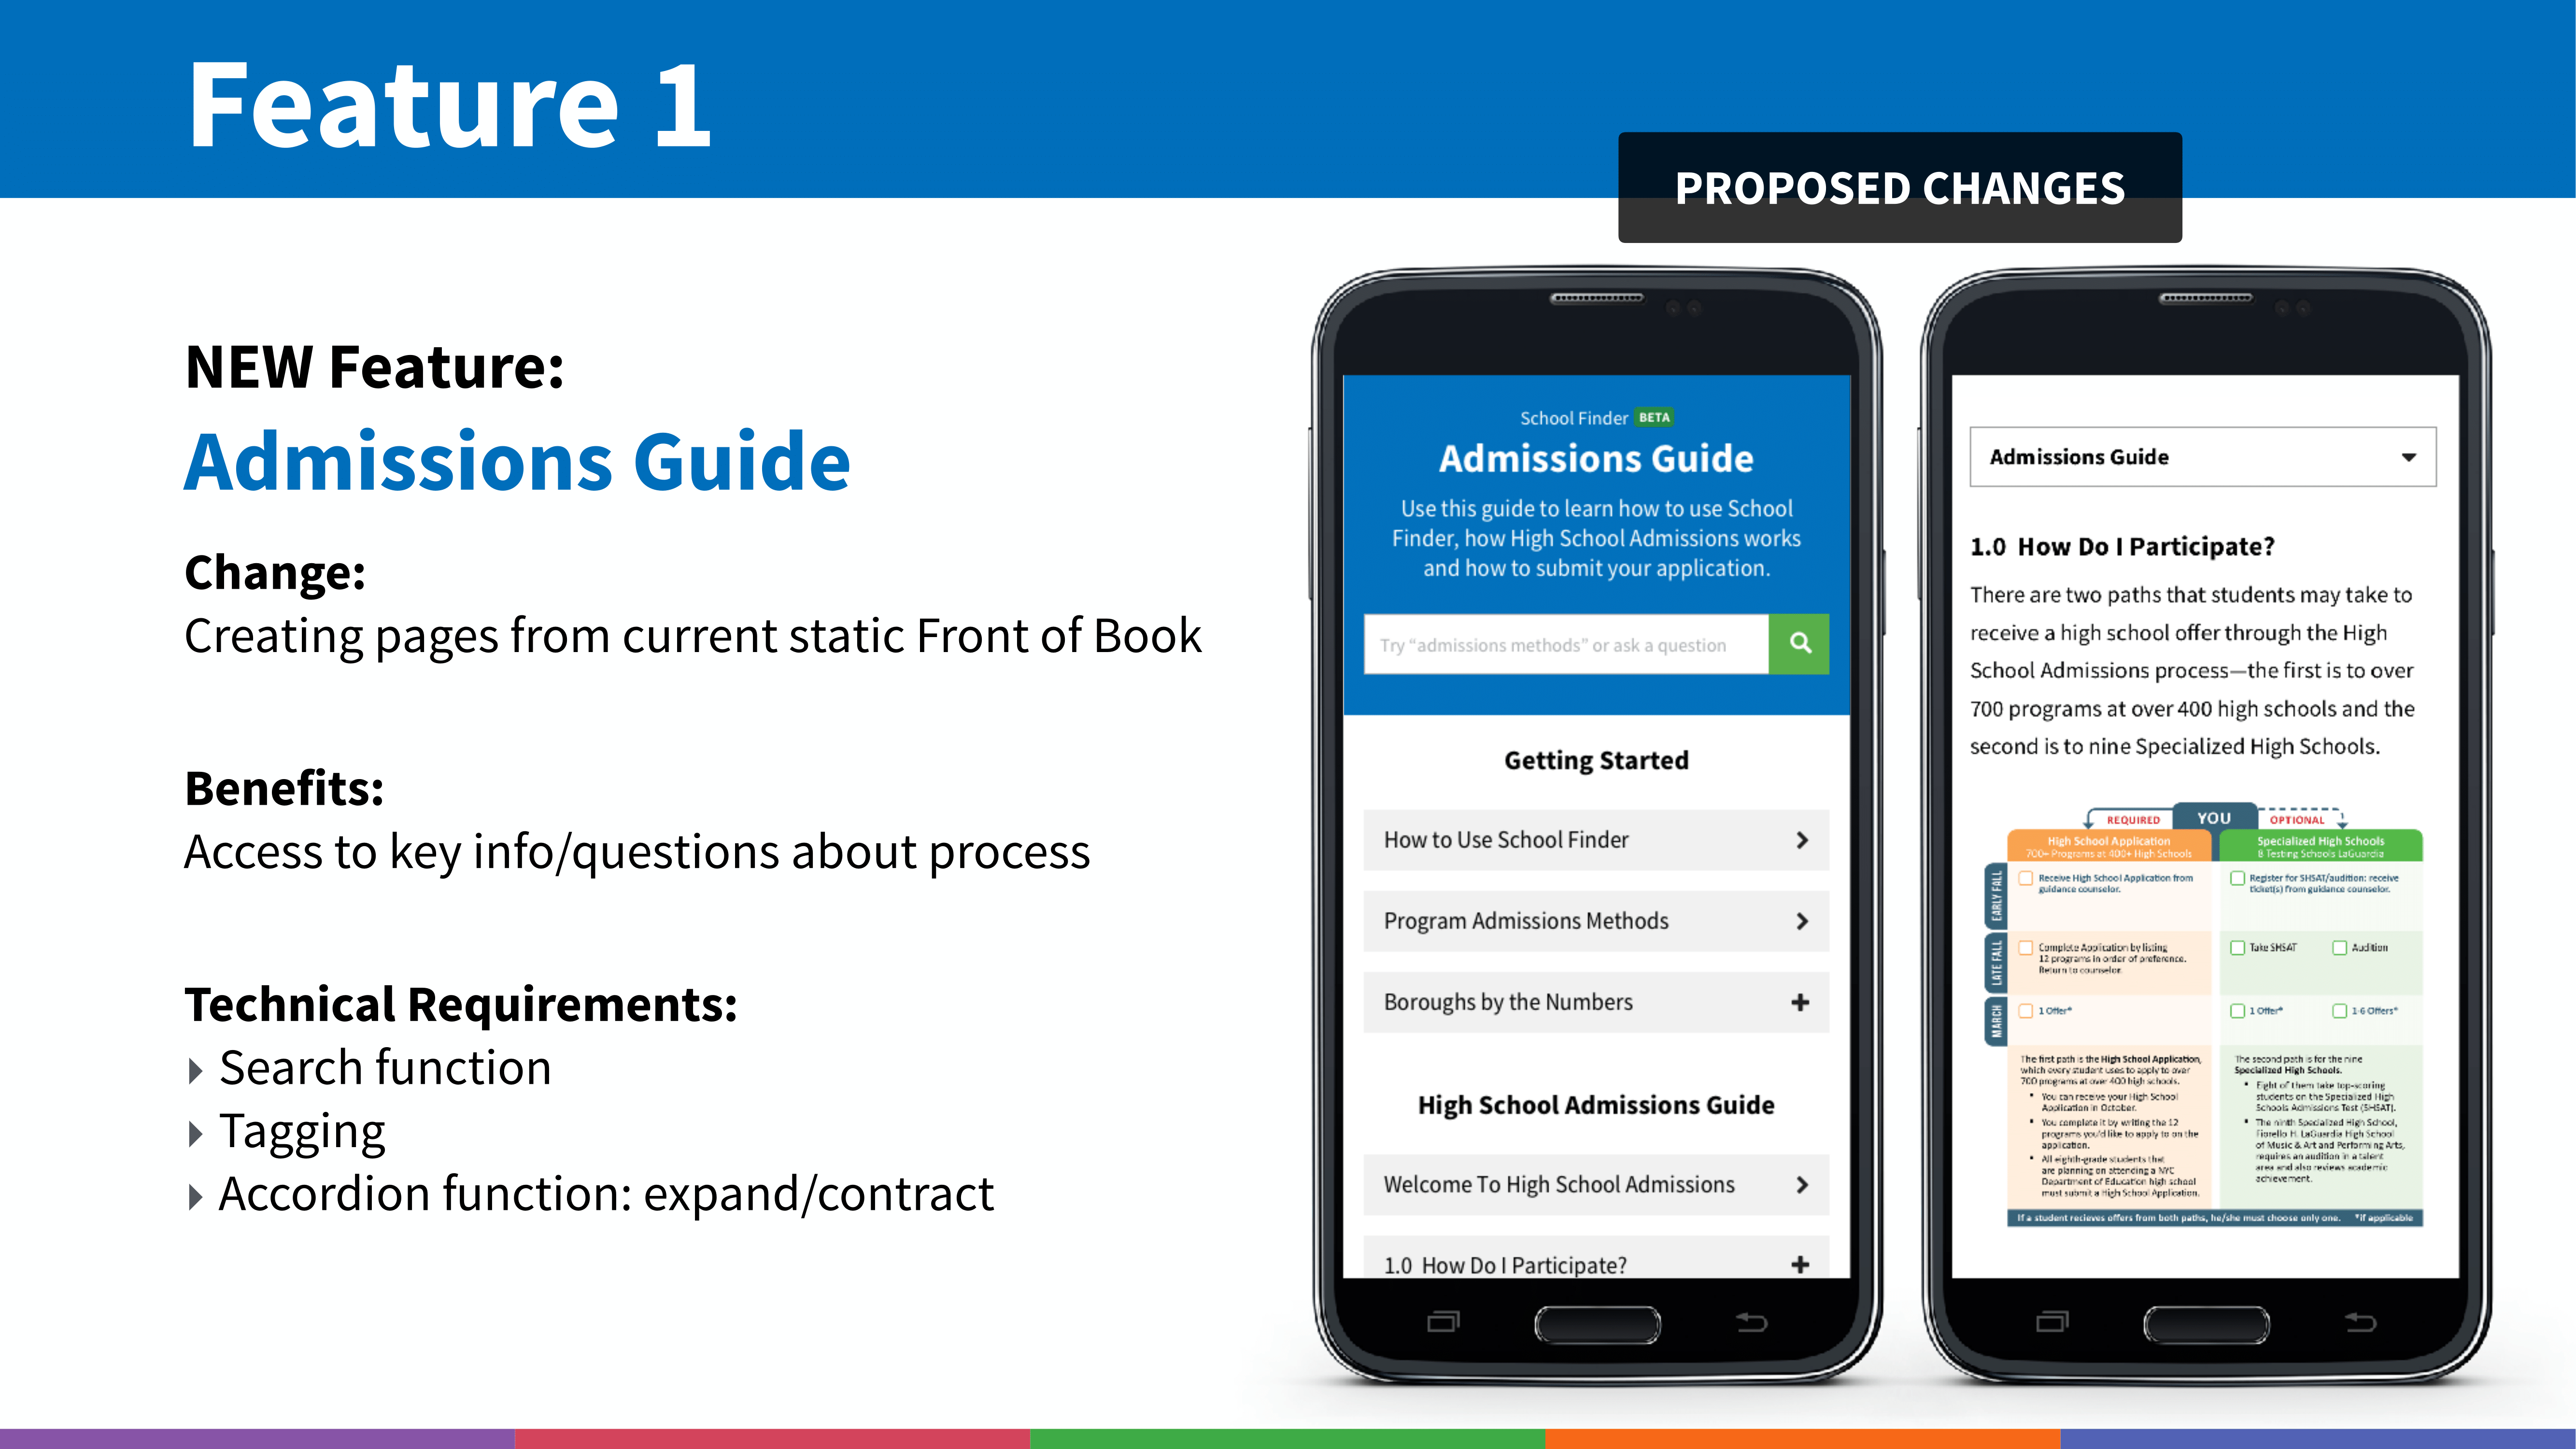 Feature 1
PROPOSED CHANGES
NEW Feature:
Admissions Guide
Change:
Creating pages from current static Front of Book
Benefits:
Access to key info/questions about process
Technical Requirements:
Search function
Tagging
Accordion function: expand/contract
School Finder BETA
Admissions Guide
Use this guide to learn how to use School
Finder, how High School Admissions works
and how to submit your application.
Try “admissions methods” or ask a question
Getting Started
How to Use School Finder
Program Admissions Methods
Boroughs by the Numbers
High School Admissions Guide
Welcome To High School Admissions
1.0 How Do I Participate?
Admissions Guide
1.0 How Do I Participate?
There are two paths that students may take to
receive a high school offer through the High
School Admissions process—the first is to over
700 programs at over 400 high schools and the
second is to nine Specialized High Schools.
REQUIRED YOU OPTIONAL
High School Application
700+ Programs at 400+ High Schools
Specialized High Schools
8 Testing Schools LaGuardia
EARLY FALL
Receive High School Application from
guidance counselor.
Register for SHSAT/audition: receive
ticket(s) from guidance counselor.
LATE FALL
Complete Application by listing
12 programs in order of preference.
Return to counselor.
Take SHSAT
Audition
MARCH
1 Offer*
1 Offer*
1-6 Offers*
The first path is the High School Application,
which every student uses to apply to over
700 programs at over 400 high schools.
▪ You can receive your High School
Application in October.
▪ You complete it by writing the 12
programs you'd like to apply to on the
application.
▪ All eighth-grade students that
are planning on attending a NYC
Department of Education high school
must submit a High School Application.
The second path is for the nine
Specialized High Schools.
▪ Eight of them take top-scoring
students on the Specialized High
Schools Admissions Test (SHSAT).
▪ The ninth Specialized High School,
Fiorello H. LaGuardia High School
of Music & Art and Performing Arts,
requires an audition in a talent
area and also reviews academic
achievement.
If a student recieves offers from both paths, he/she must choose only one. *if applicable